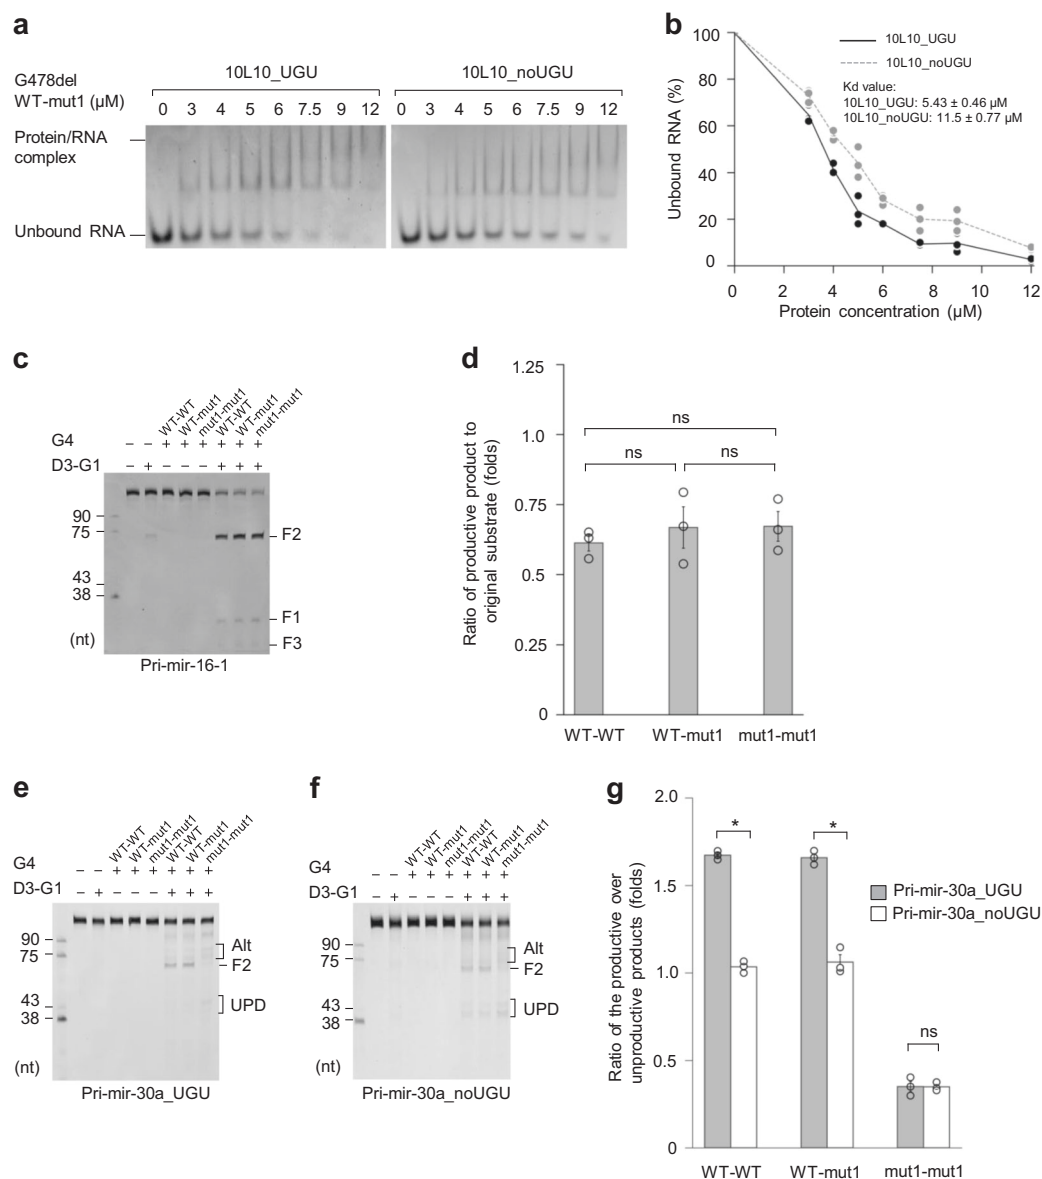 a
10L10_UGU
10L10_noUGU
G478del
WT-mut1 (µM)
0 3 4 5 6 7.5 9 12
0 3 4 5 6 7.5 9 12
Protein/RNA
complex
Unbound RNA
b
100
80
60
40
20
0
Unbound RNA (%)
10L10_UGU
10L10_noUGU
Kd value:
10L10_UGU: 5.43 ± 0.46 µM
10L10_noUGU: 11.5 ± 0.77 µM
0 2 4 6 8 10 12
Protein concentration (µM)
c
WT-WT
WT-mut1
mut1-mut1
WT-WT
WT-mut1
mut1-mut1
G4 – – + + + + + +
D3-G1 – + – – – + + +
90
75
43
38
(nt)
F2
F1
F3
Pri-mir-16-1
d
1.25
1.0
0.75
0.5
0.25
0
Ratio of productive product to
original substrate (folds)
ns
ns
ns
WT-WT
WT-mut1
mut1-mut1
e
WT-WT
WT-mut1
mut1-mut1
WT-WT
WT-mut1
mut1-mut1
G4 – – + + + + + +
D3-G1 – + – – – + + +
90
75
43
38
(nt)
Alt
F2
UPD
Pri-mir-30a_UGU
f
WT-WT
WT-mut1
mut1-mut1
WT-WT
WT-mut1
mut1-mut1
G4 – – + + + + + +
D3-G1 – + – – – + + +
90
75
43
38
(nt)
Alt
F2
UPD
Pri-mir-30a_noUGU
g
2.0
1.5
1.0
0.5
0
Ratio of the productive over
unproductive products (folds)
*
*
ns
Pri-mir-30a_UGU
Pri-mir-30a_noUGU
WT-WT
WT-mut1
mut1-mut1